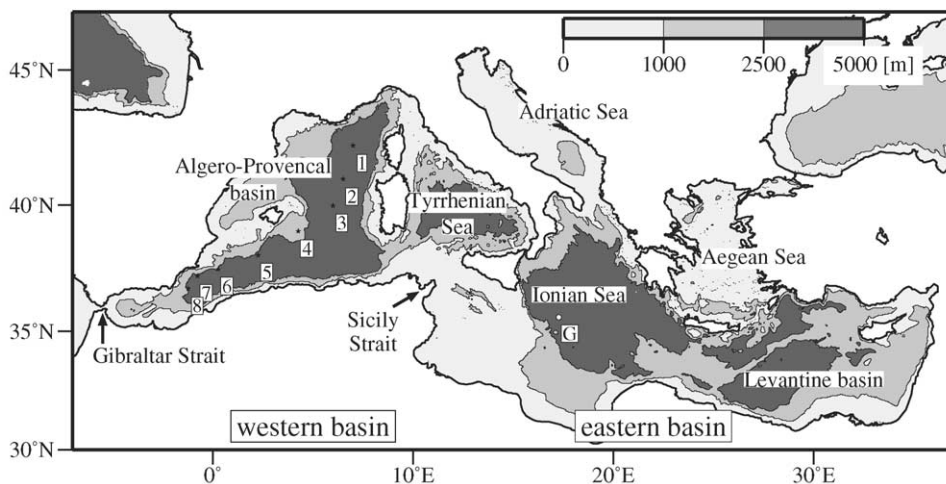 45°N
40°N
35°N
30°N
0 1000 2500 5000 [m]
Adriatic Sea
Algero-Provencal
basin
1
2
3
4
5
6
7
8
Tyrrhenian
Sea
Aegean Sea
Ionian Sea
G
Sicily
Strait
Gibraltar Strait
Levantine basin
western basin
eastern basin
0° 10°E 20°E 30°E